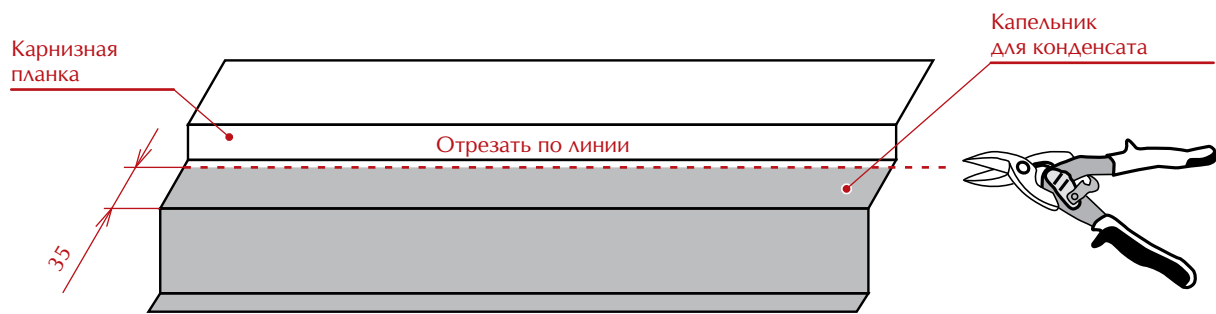 Карнизная
планка
Капельник
для конденсата
Отрезать по линии
35